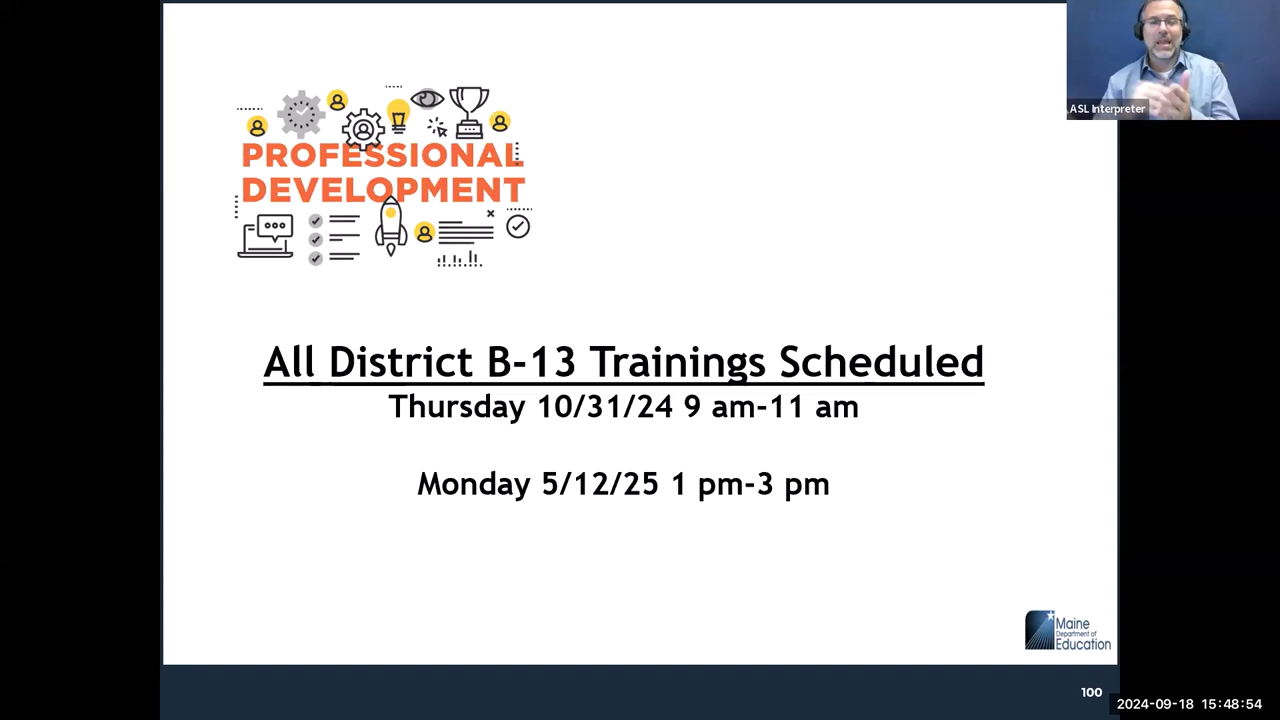 ASL Interpreter
PROFESSIONAL
DEVELOPMENT
All District B-13 Trainings Scheduled
Thursday 10/31/24 9 am-11 am
Monday 5/12/25 1 pm-3 pm
Maine
Department of
Education
100
2024-09-18 15:48:54